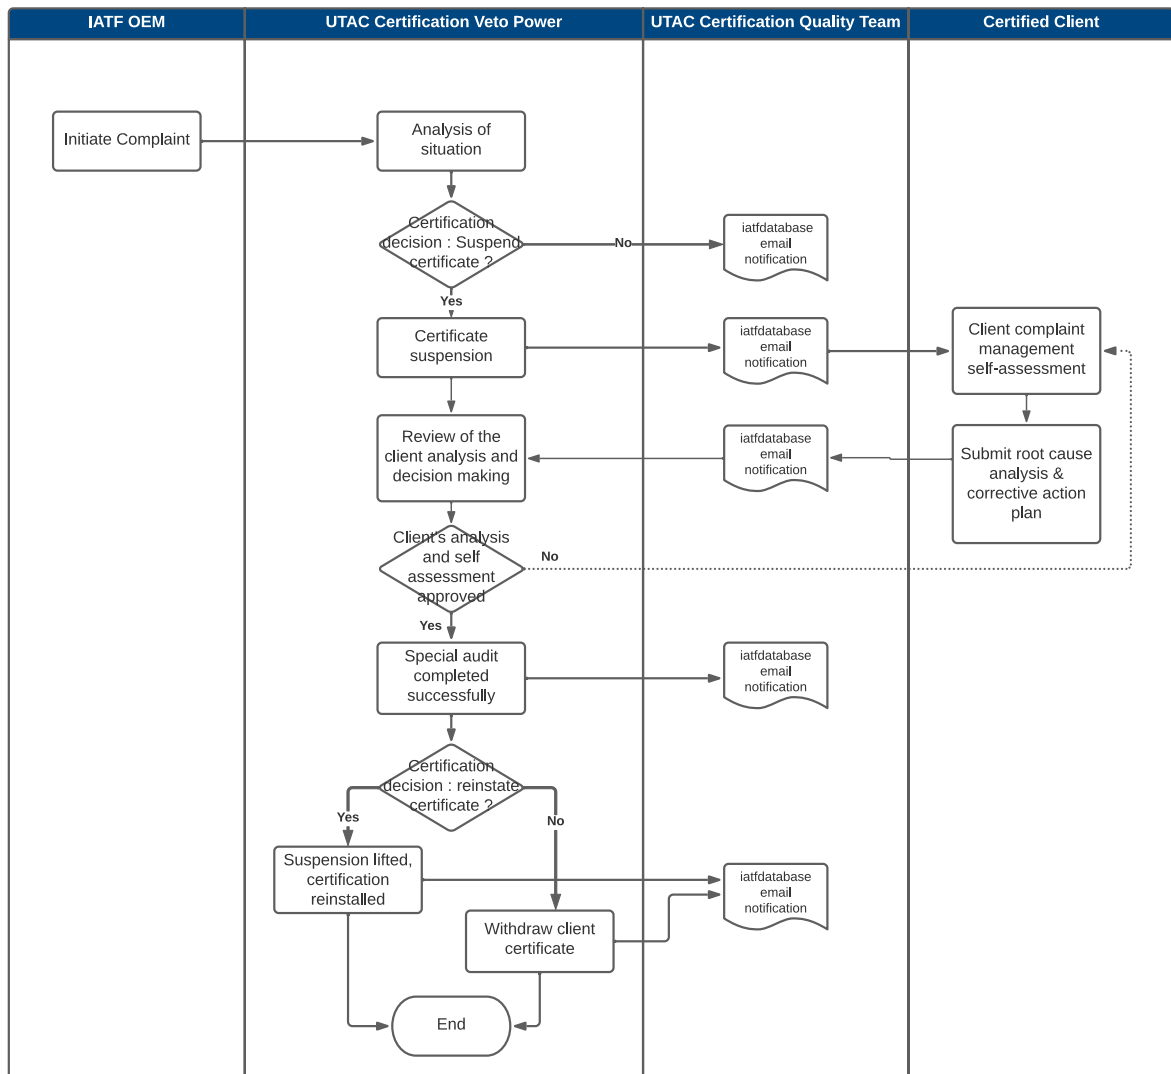 IATF OEM
UTAC Certification Veto Power
UTAC Certification Quality Team
Certified Client
Initiate Complaint
Analysis of
situation
Certification
decision : Suspend
certificate ?
No
iatfdatabase
email
notification
Yes
Certificate
suspension
iatfdatabase
email
notification
Client complaint
management
self-assessment
Review of the
client analysis and
decision making
iatfdatabase
email
notification
Submit root cause
analysis &
corrective action
plan
Client's analysis
and self
assessment
approved
No
Yes
Special audit
completed
successfully
iatfdatabase
email
notification
Certification
decision : reinstate
certificate ?
Yes
No
Suspension lifted,
certification
reinstalled
iatfdatabase
email
notification
Withdraw client
certificate
End